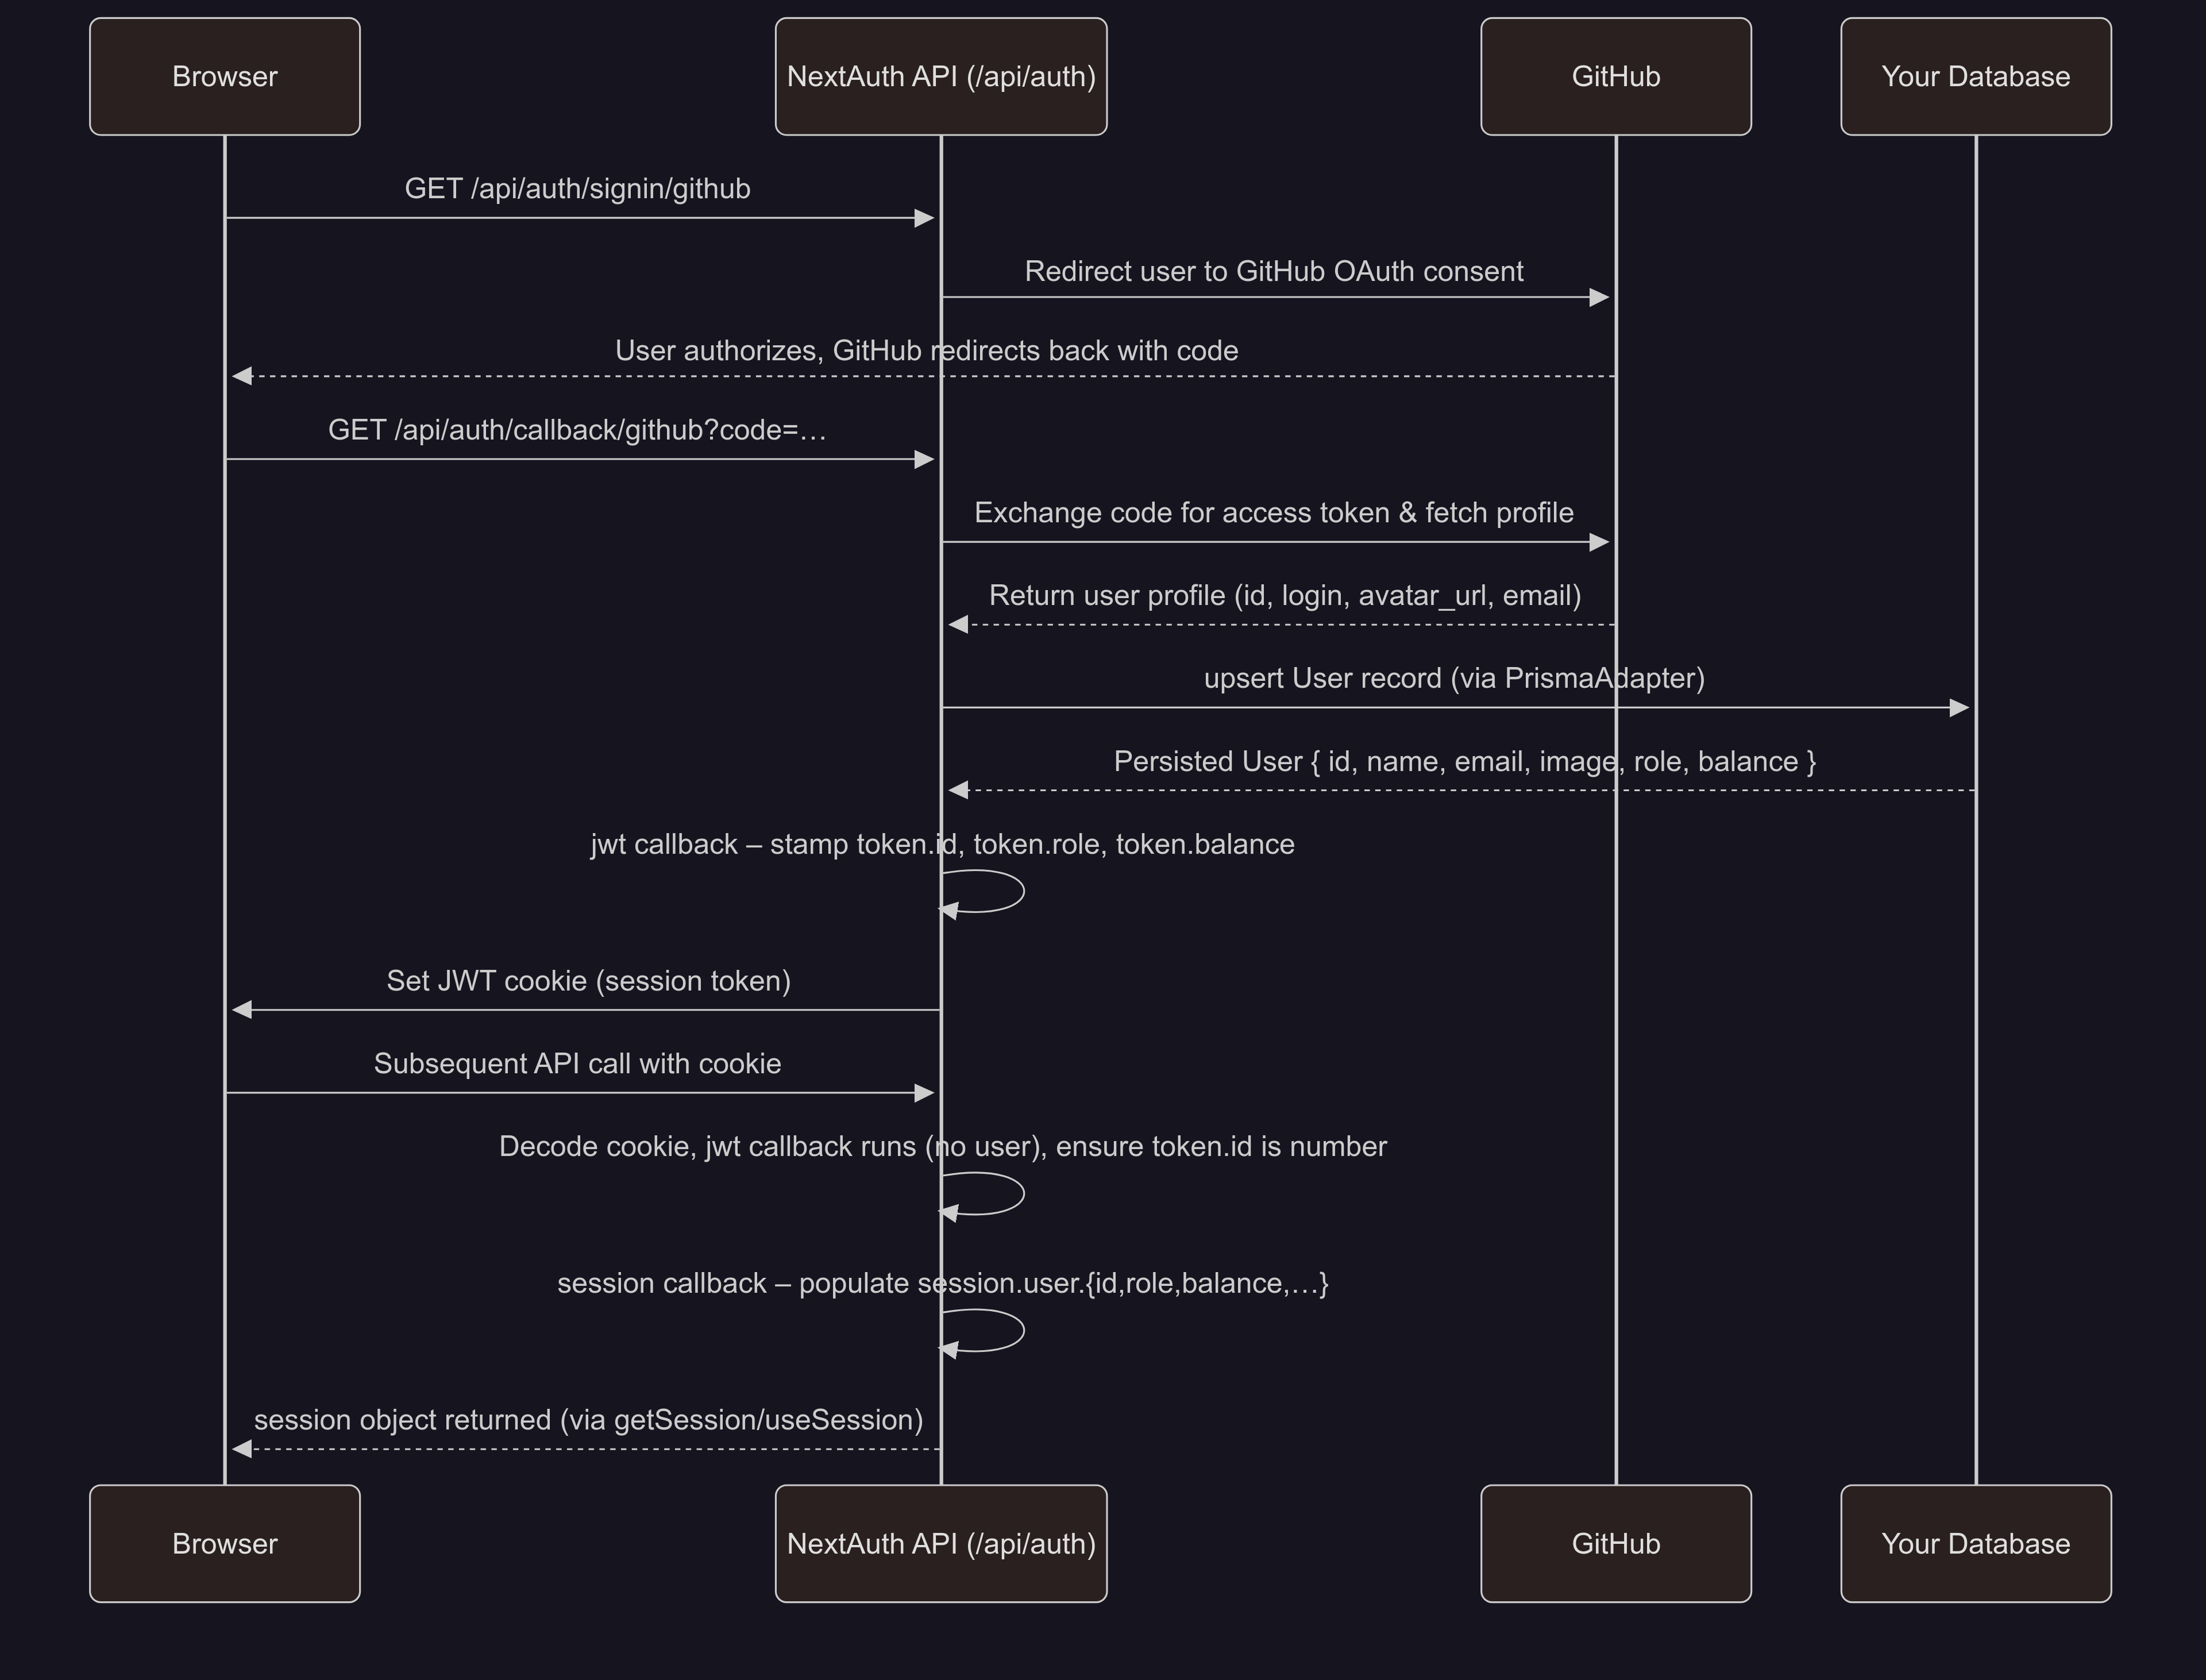 Browser
NextAuth API (/api/auth)
GitHub
Your Database
GET /api/auth/signin/github
Redirect user to GitHub OAuth consent
User authorizes, GitHub redirects back with code
GET /api/auth/callback/github?code=…
Exchange code for access token & fetch profile
Return user profile (id, login, avatar_url, email)
upsert User record (via PrismaAdapter)
Persisted User { id, name, email, image, role, balance }
jwt callback – stamp token.id, token.role, token.balance
Set JWT cookie (session token)
Subsequent API call with cookie
Decode cookie, jwt callback runs (no user), ensure token.id is number
session callback – populate session.user.{id,role,balance,…}
session object returned (via getSession/useSession)
Browser
NextAuth API (/api/auth)
GitHub
Your Database